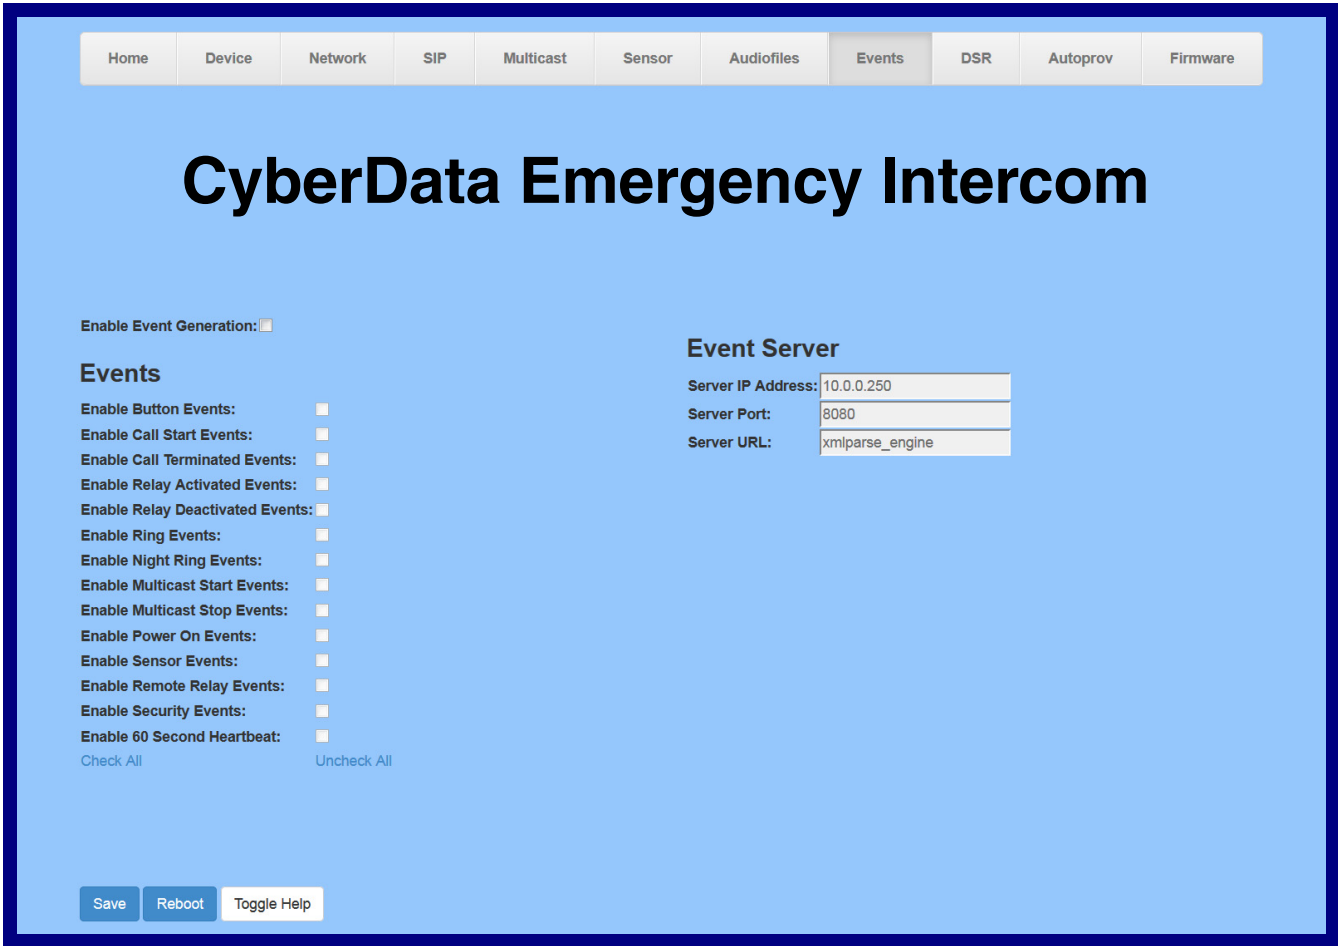 Home Device Network SIP Multicast Sensor Audiofiles Events DSR Autoprov Firmware
CyberData Emergency Intercom
Enable Event Generation:
Events
Enable Button Events:
Enable Call Start Events:
Enable Call Terminated Events:
Enable Relay Activated Events:
Enable Relay Deactivated Events:
Enable Ring Events:
Enable Night Ring Events:
Enable Multicast Start Events:
Enable Multicast Stop Events:
Enable Power On Events:
Enable Sensor Events:
Enable Remote Relay Events:
Enable Security Events:
Enable 60 Second Heartbeat:
Check All Uncheck All
Event Server
Server IP Address: 10.0.0.250
Server Port: 8080
Server URL: xmlparse_engine
Save Reboot Toggle Help